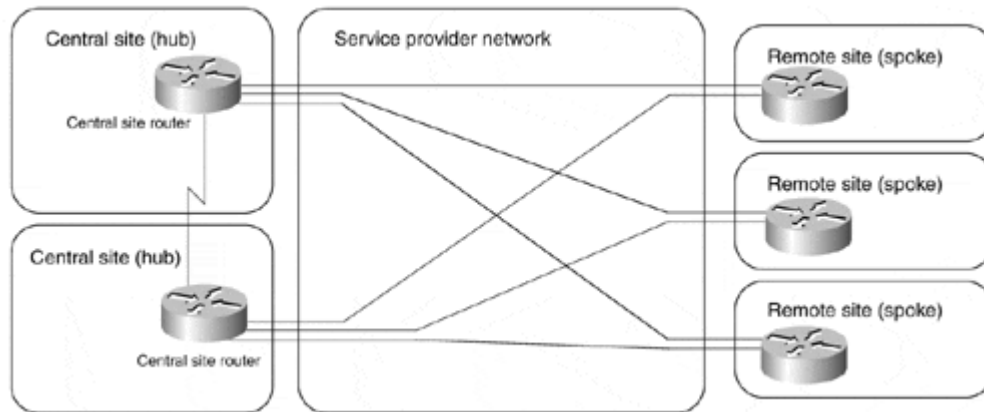 Central site (hub)
Central site router
Service provider network
Remote site (spoke)
Remote site (spoke)
Remote site (spoke)
Central site (hub)
Central site router